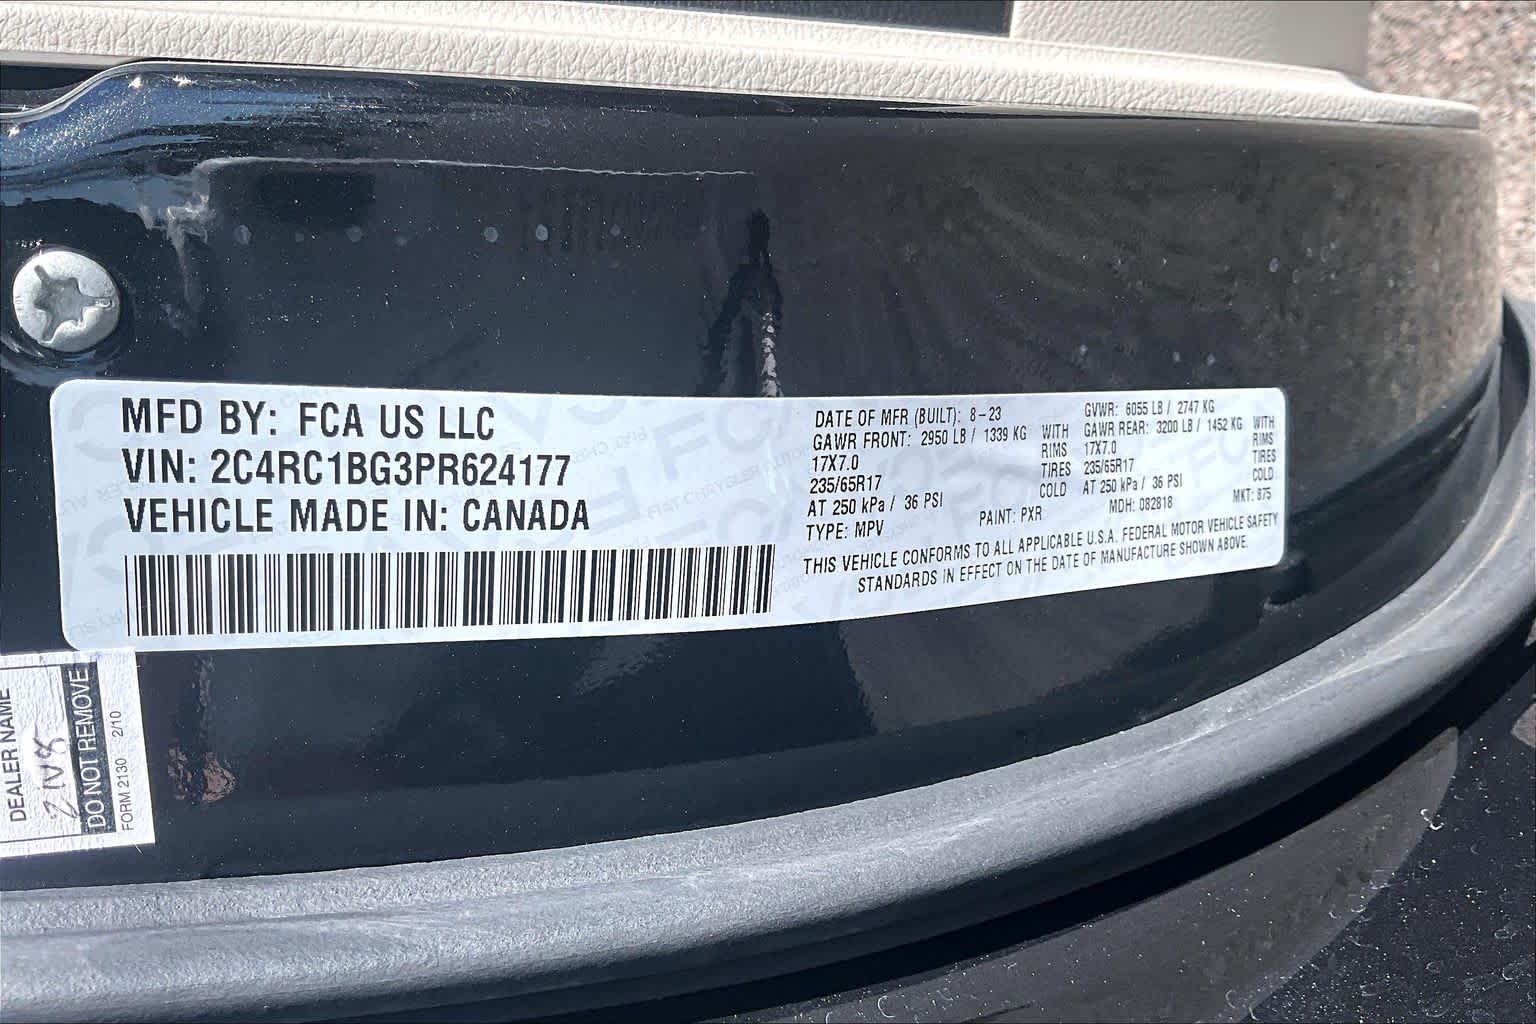 MFD BY: FCA US LLC
VIN: 2C4RC1BG3PR624177
VEHICLE MADE IN: CANADA
DATE OF MFR (BUILT): 8-23
GAWR FRONT: 2950 LB / 1339 KG WITH
17X7.0 RIMS
235/65R17 TIRES
AT 250 kPa / 36 PSI COLD
TYPE: MPV
PAINT: PXR
GVWR: 6055 LB / 2747 KG
GAWR REAR: 3200 LB / 1452 KG WITH
17X7.0 RIMS
235/65R17 TIRES
AT 250 kPa / 36 PSI COLD
MDH: 082818
MKT: 875
THIS VEHICLE CONFORMS TO ALL APPLICABLE U.S.A. FEDERAL MOTOR VEHICLE SAFETY
STANDARDS IN EFFECT ON THE DATE OF MANUFACTURE SHOWN ABOVE.
DEALER NAME
DO NOT REMOVE
FORM 2130 2/10